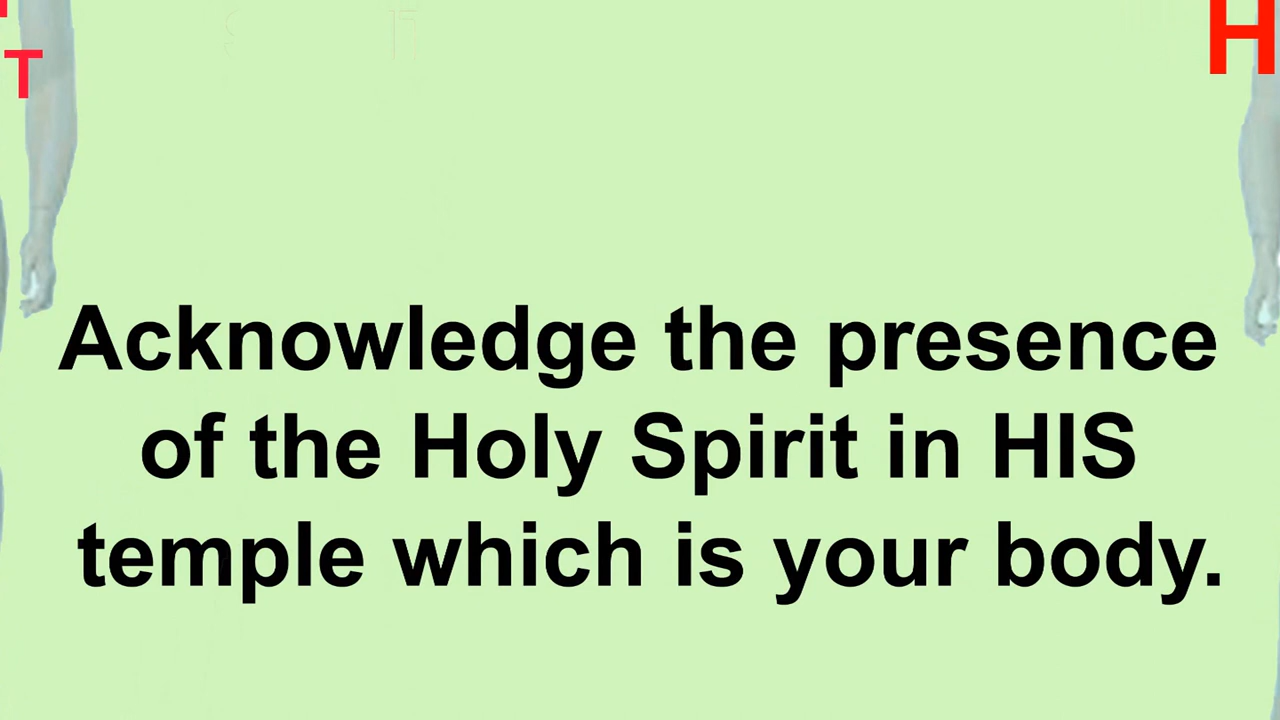 T
H
Acknowledge the presence
of the Holy Spirit in HIS
temple which is your body.